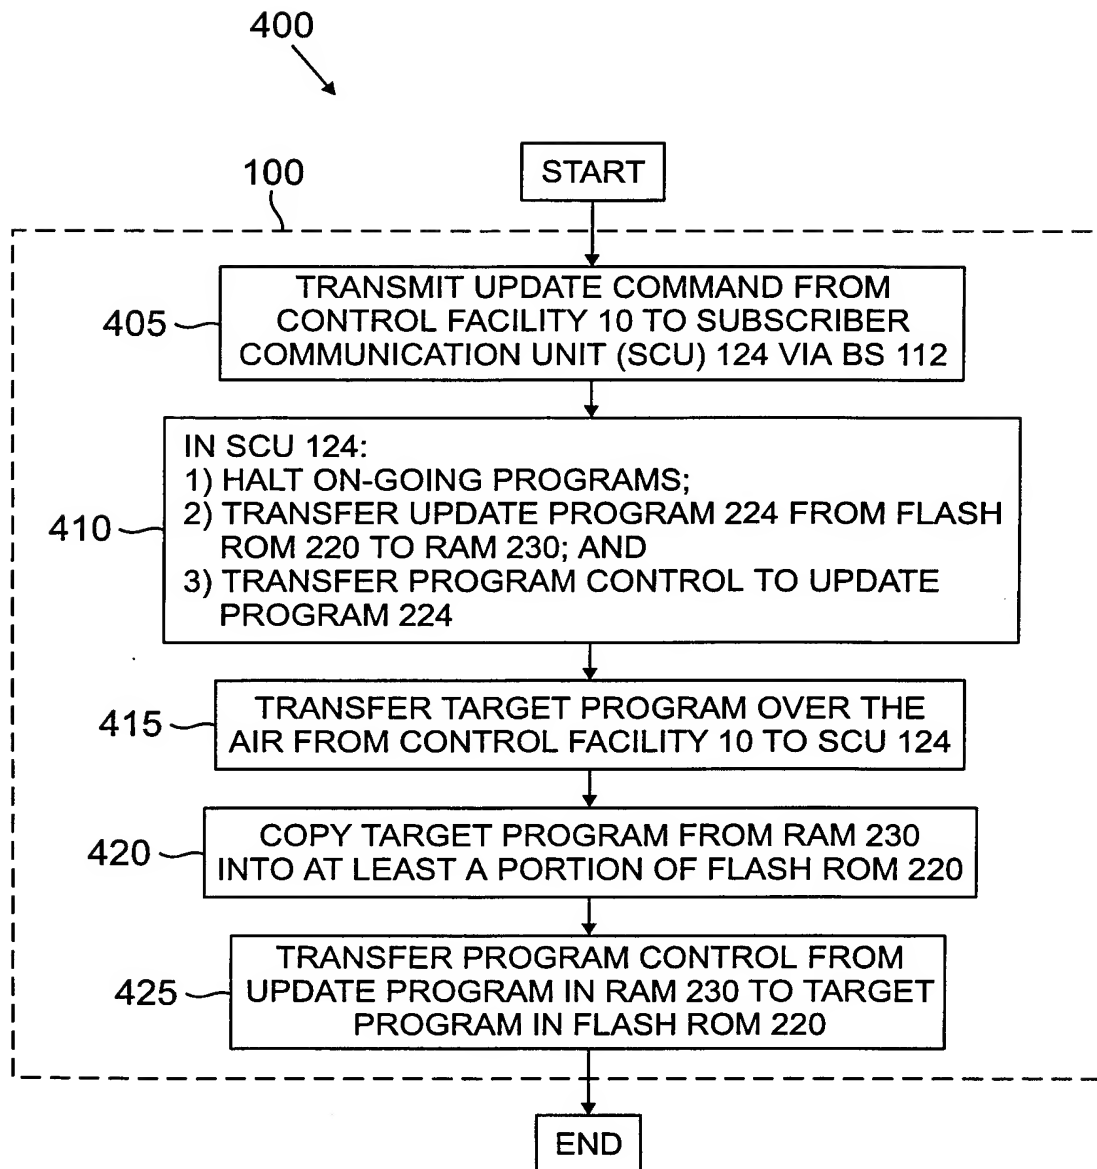 400
100
START
405
TRANSMIT UPDATE COMMAND FROM
CONTROL FACILITY 10 TO SUBSCRIBER
COMMUNICATION UNIT (SCU) 124 VIA BS 112
410
IN SCU 124:
1) HALT ON-GOING PROGRAMS;
2) TRANSFER UPDATE PROGRAM 224 FROM FLASH
ROM 220 TO RAM 230; AND
3) TRANSFER PROGRAM CONTROL TO UPDATE
PROGRAM 224
415
TRANSFER TARGET PROGRAM OVER THE
AIR FROM CONTROL FACILITY 10 TO SCU 124
420
COPY TARGET PROGRAM FROM RAM 230
INTO AT LEAST A PORTION OF FLASH ROM 220
425
TRANSFER PROGRAM CONTROL FROM
UPDATE PROGRAM IN RAM 230 TO TARGET
PROGRAM IN FLASH ROM 220
END